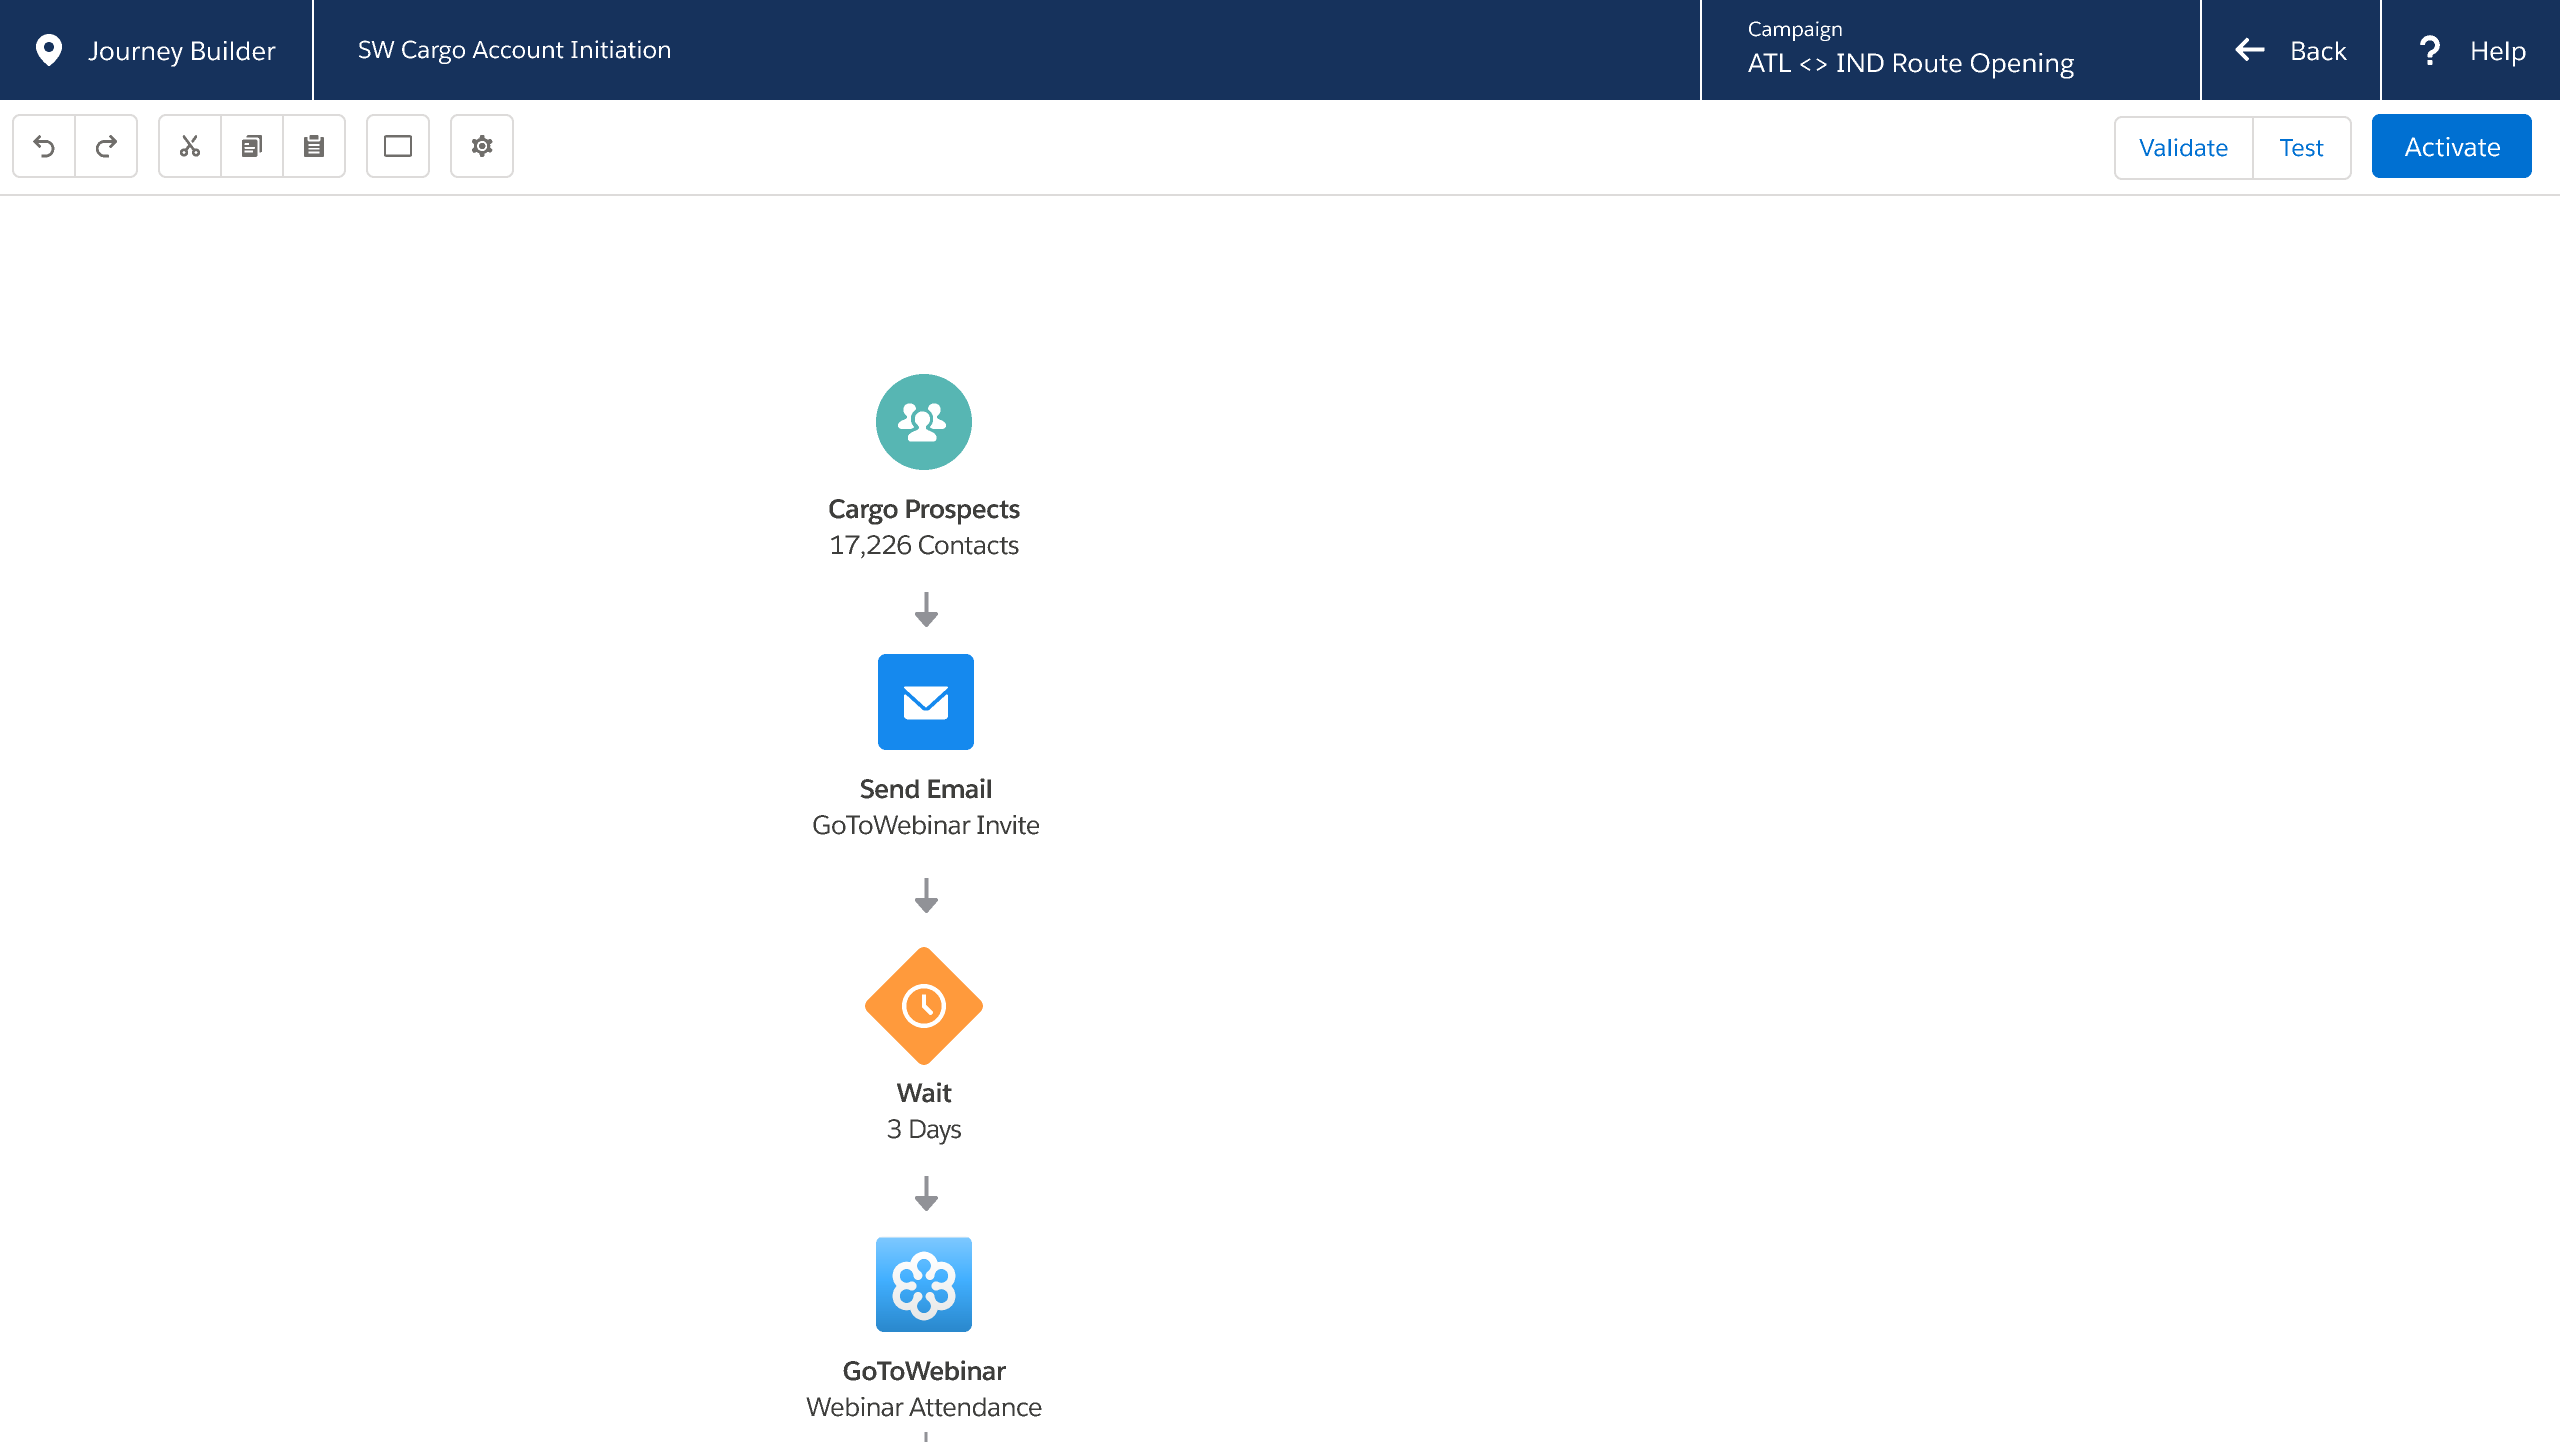 Journey Builder
SW Cargo Account Initiation
Campaign
ATL <> IND Route Opening
Back
? Help
Validate
Test
Activate
Cargo Prospects
17,226 Contacts
Send Email
GoToWebinar Invite
Wait
3 Days
GoToWebinar
Webinar Attendance